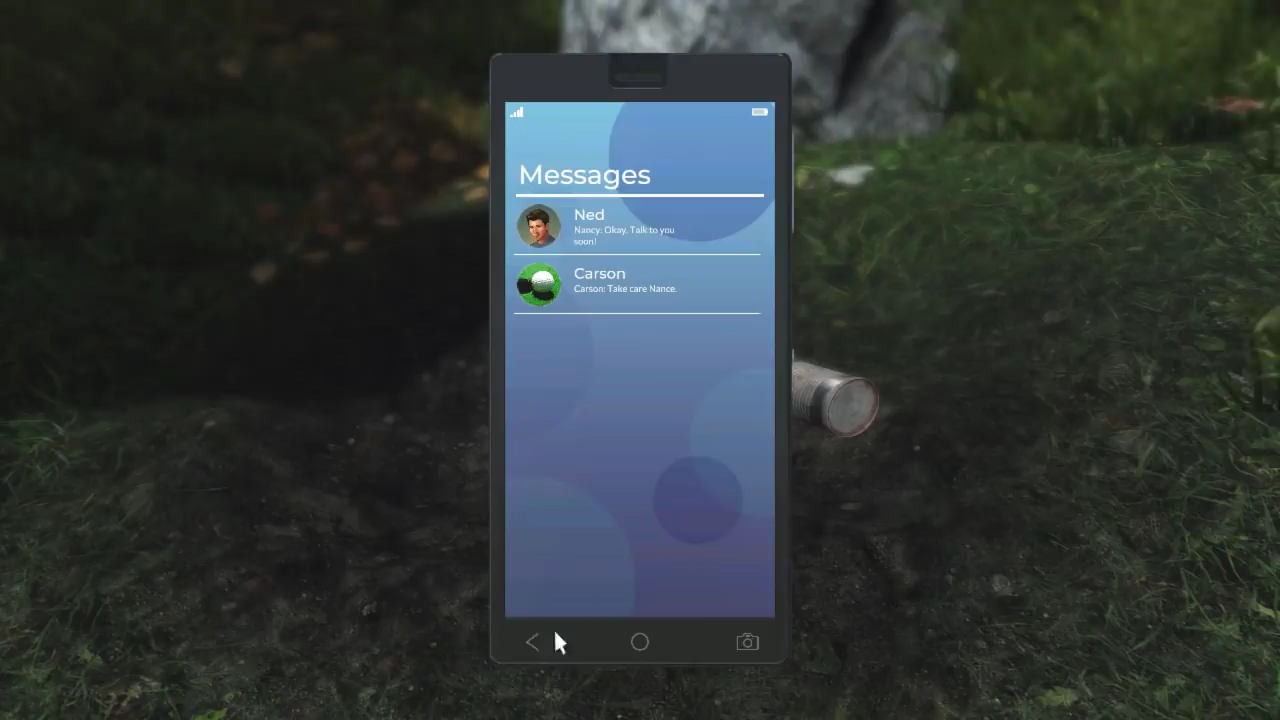 Messages
Ned
Nancy: Okay. Talk to you
soon!
Carson
Carson: Take care Nance.